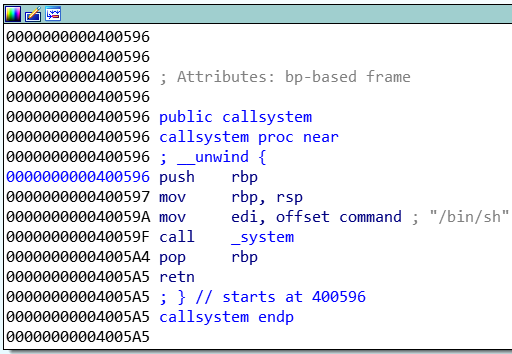 0000000000400596
0000000000400596
0000000000400596 ; Attributes: bp-based frame
0000000000400596
0000000000400596 public callsystem
0000000000400596 callsystem proc near
0000000000400596 ; __unwind {
0000000000400596 push    rbp
0000000000400597 mov     rbp, rsp
000000000040059A mov     edi, offset command ; "/bin/sh"
000000000040059F call    _system
00000000004005A4 pop     rbp
00000000004005A5 retn
00000000004005A5 ; } // starts at 400596
00000000004005A5 callsystem endp
00000000004005A5